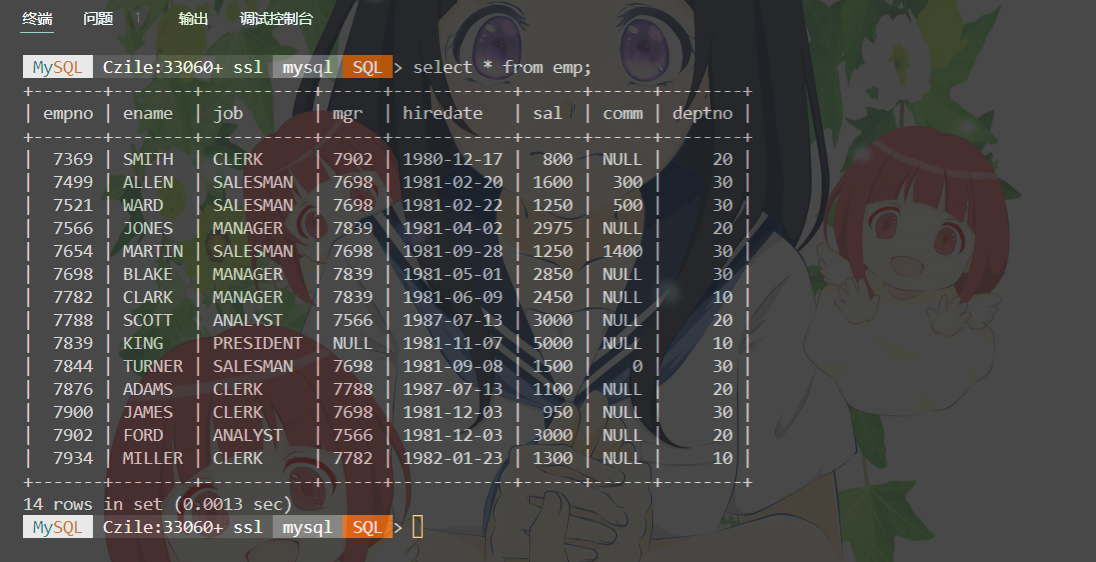 终端 问题 1 输出 调试控制台
MySQL Czile:33060+ ssl mysql SQL > select * from emp;
+-------+--------+-----------+------+------------+------+------+--------+
| empno | ename  | job       | mgr  | hiredate   | sal  | comm | deptno |
+-------+--------+-----------+------+------------+------+------+--------+
|  7369 | SMITH  | CLERK     | 7902 | 1980-12-17 |  800 | NULL |     20 |
|  7499 | ALLEN  | SALESMAN  | 7698 | 1981-02-20 | 1600 |  300 |     30 |
|  7521 | WARD   | SALESMAN  | 7698 | 1981-02-22 | 1250 |  500 |     30 |
|  7566 | JONES  | MANAGER   | 7839 | 1981-04-02 | 2975 | NULL |     20 |
|  7654 | MARTIN | SALESMAN  | 7698 | 1981-09-28 | 1250 | 1400 |     30 |
|  7698 | BLAKE  | MANAGER   | 7839 | 1981-05-01 | 2850 | NULL |     30 |
|  7782 | CLARK  | MANAGER   | 7839 | 1981-06-09 | 2450 | NULL |     10 |
|  7788 | SCOTT  | ANALYST   | 7566 | 1987-07-13 | 3000 | NULL |     20 |
|  7839 | KING   | PRESIDENT | NULL | 1981-11-07 | 5000 | NULL |     10 |
|  7844 | TURNER | SALESMAN  | 7698 | 1981-09-08 | 1500 |    0 |     30 |
|  7876 | ADAMS  | CLERK     | 7788 | 1987-07-13 | 1100 | NULL |     20 |
|  7900 | JAMES  | CLERK     | 7698 | 1981-12-03 |  950 | NULL |     30 |
|  7902 | FORD   | ANALYST   | 7566 | 1981-12-03 | 3000 | NULL |     20 |
|  7934 | MILLER | CLERK     | 7782 | 1982-01-23 | 1300 | NULL |     10 |
+-------+--------+-----------+------+------------+------+------+--------+
14 rows in set (0.0013 sec)
MySQL Czile:33060+ ssl mysql SQL >